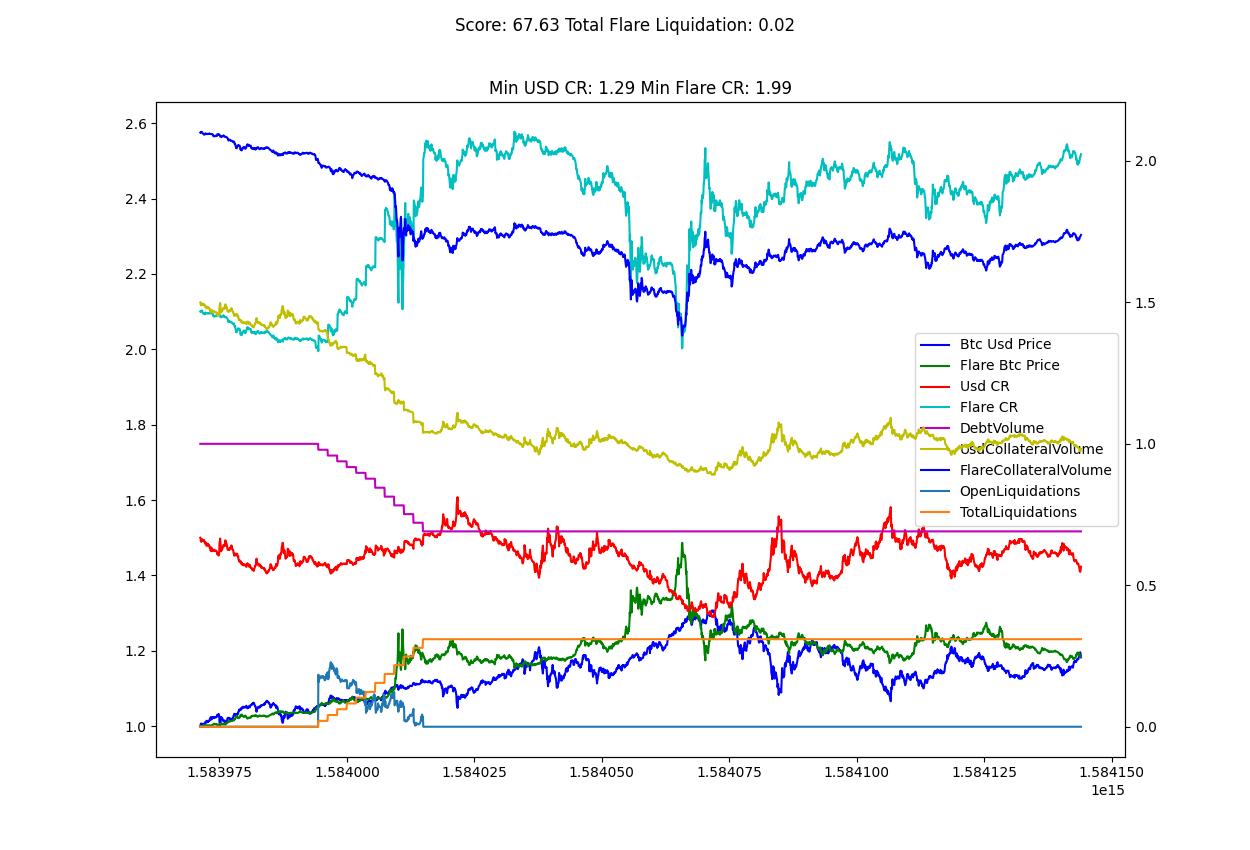 Score: 67.63 Total Flare Liquidation: 0.02
Min USD CR: 1.29 Min Flare CR: 1.99
2.6
2.4
2.2
2.0
1.8
1.6
1.4
1.2
1.0
2.0
1.5
1.0
0.5
0.0
Btc Usd Price
Flare Btc Price
Usd CR
Flare CR
DebtVolume
UsdCollateralVolume
FlareCollateralVolume
OpenLiquidations
TotalLiquidations
1.583975 1.584000 1.584025 1.584050 1.584075 1.584100 1.584125 1.584150
1e15